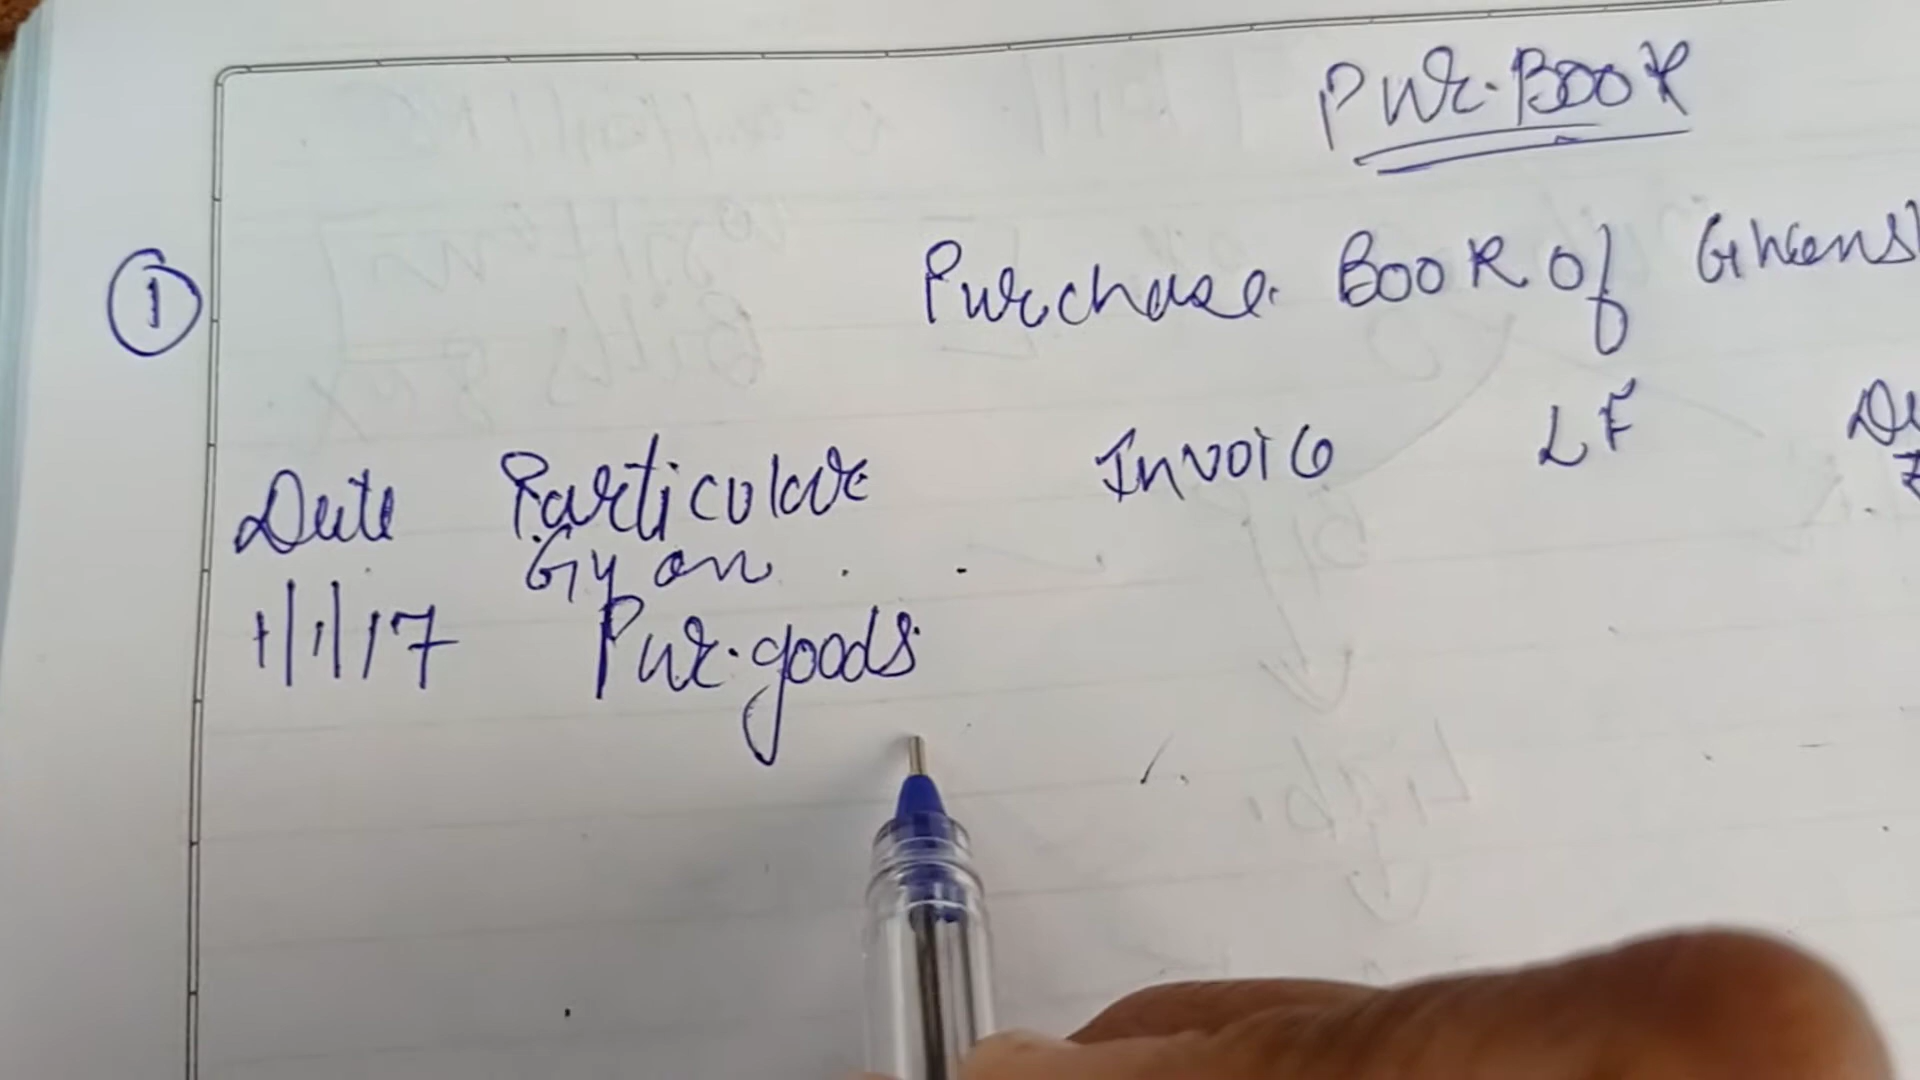 Pur. Book
① Purchase Book of
Date Particular Invoice LF
Gyan
1/1/17 Pur. goods